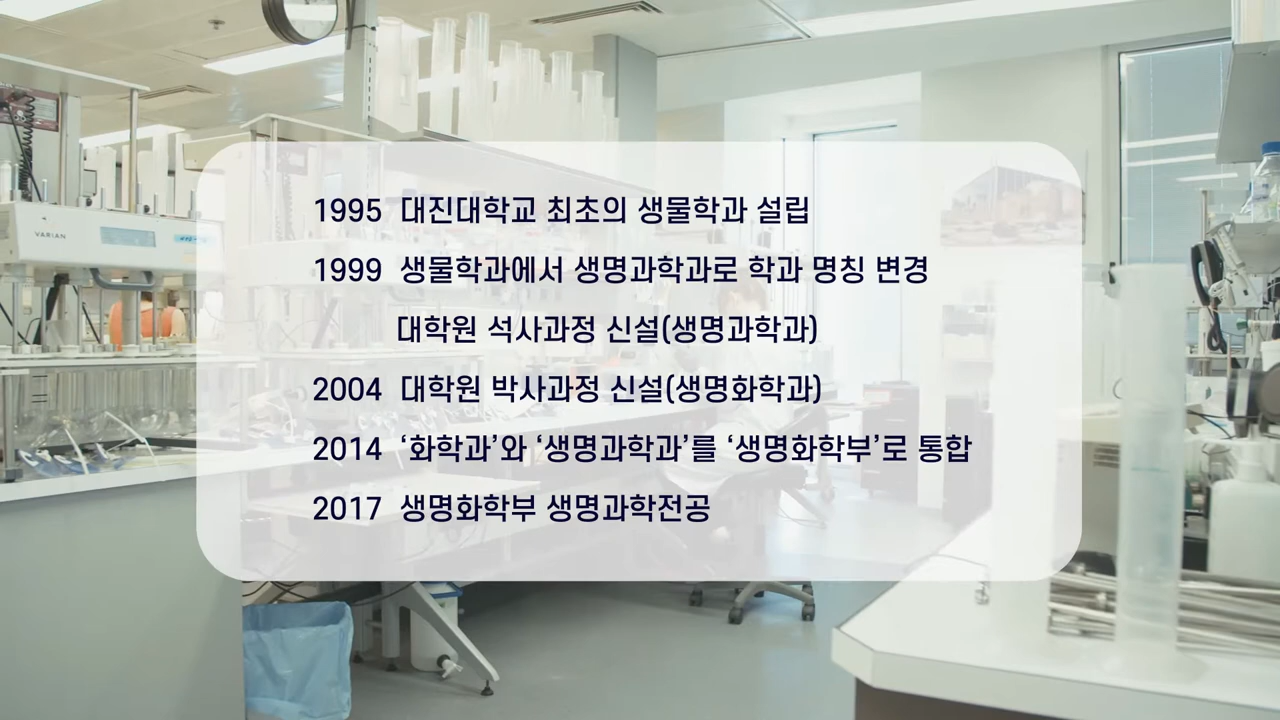 VARIAN
1995 대진대학교 최초의 생물학과 설립
1999 생물학과에서 생명과학과로 학과 명칭 변경
대학원 석사과정 신설(생명과학과)
2004 대학원 박사과정 신설(생명화학과)
2014 ‘화학과’와 ‘생명과학과’를 ‘생명화학부’로 통합
2017 생명화학부 생명과학전공